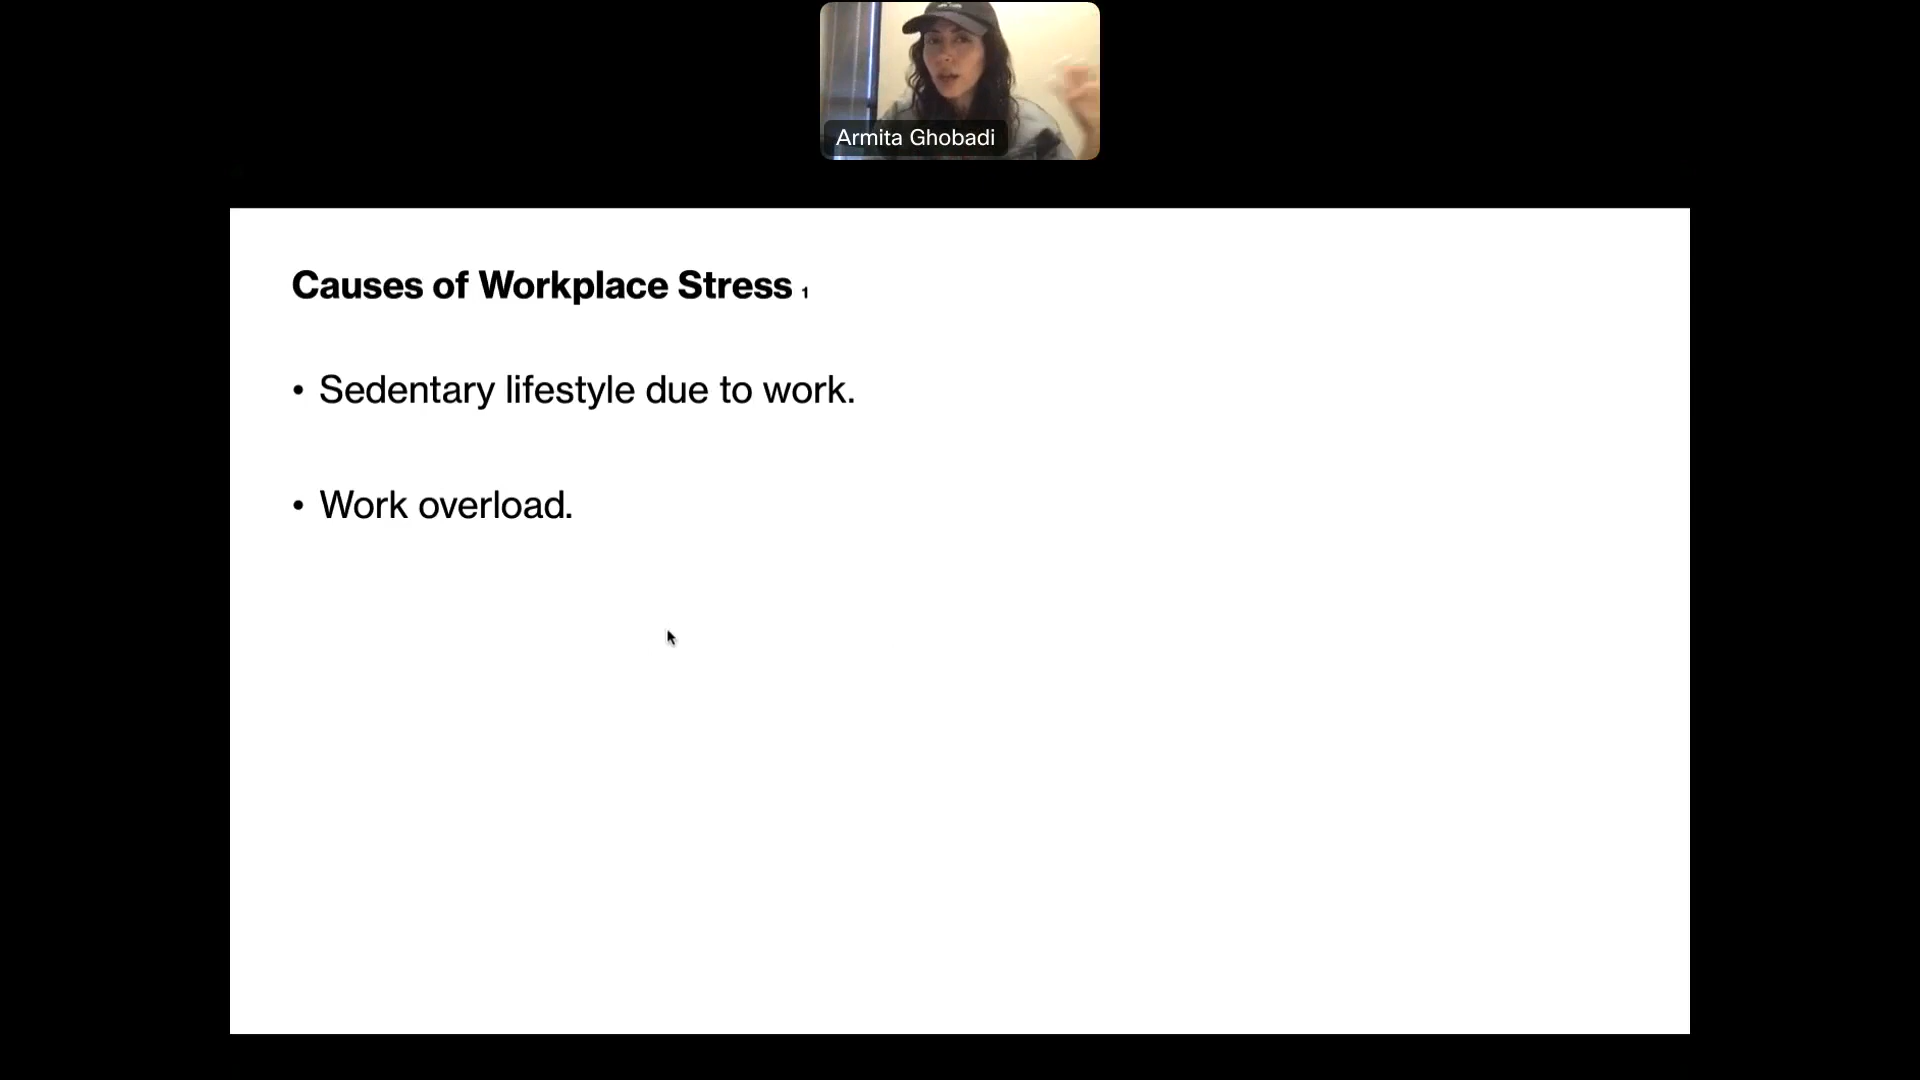 Armita Ghobadi
Causes of Workplace Stress 1
• Sedentary lifestyle due to work.
• Work overload.